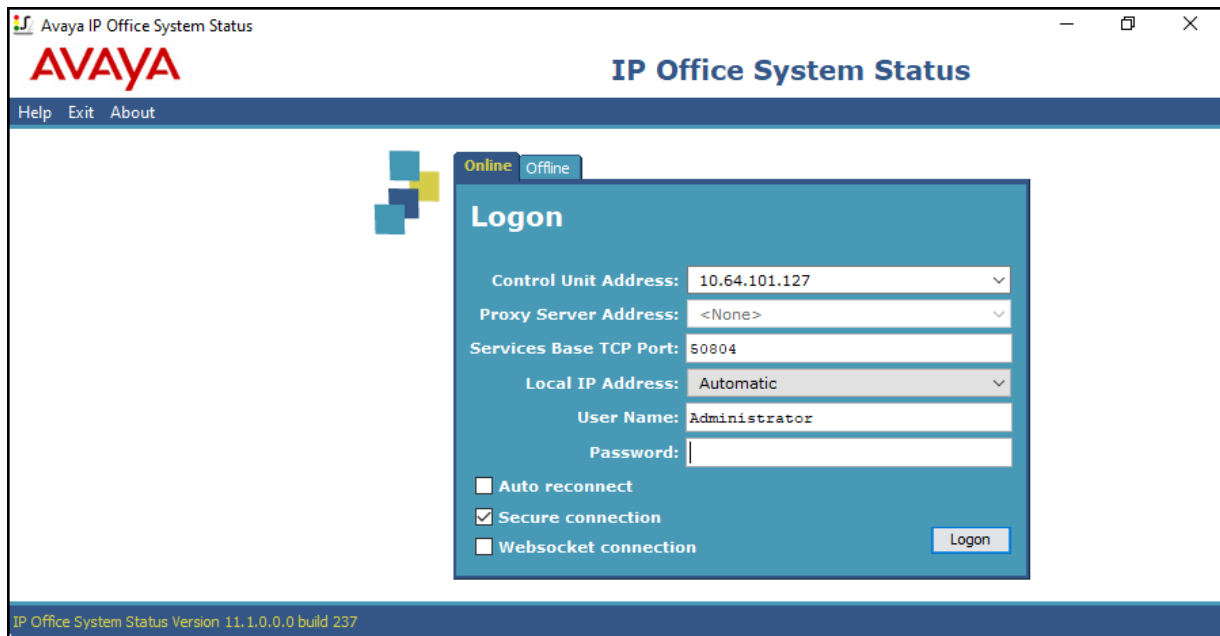 Avaya IP Office System Status
AVAYA
IP Office System Status
Help Exit About
Online Offline
Logon
Control Unit Address: 10.64.101.127
Proxy Server Address: <None>
Services Base TCP Port: 50804
Local IP Address: Automatic
User Name: Administrator
Password:
Auto reconnect
Secure connection
Websocket connection
Logon
IP Office System Status Version 11.1.0.0.0 build 237